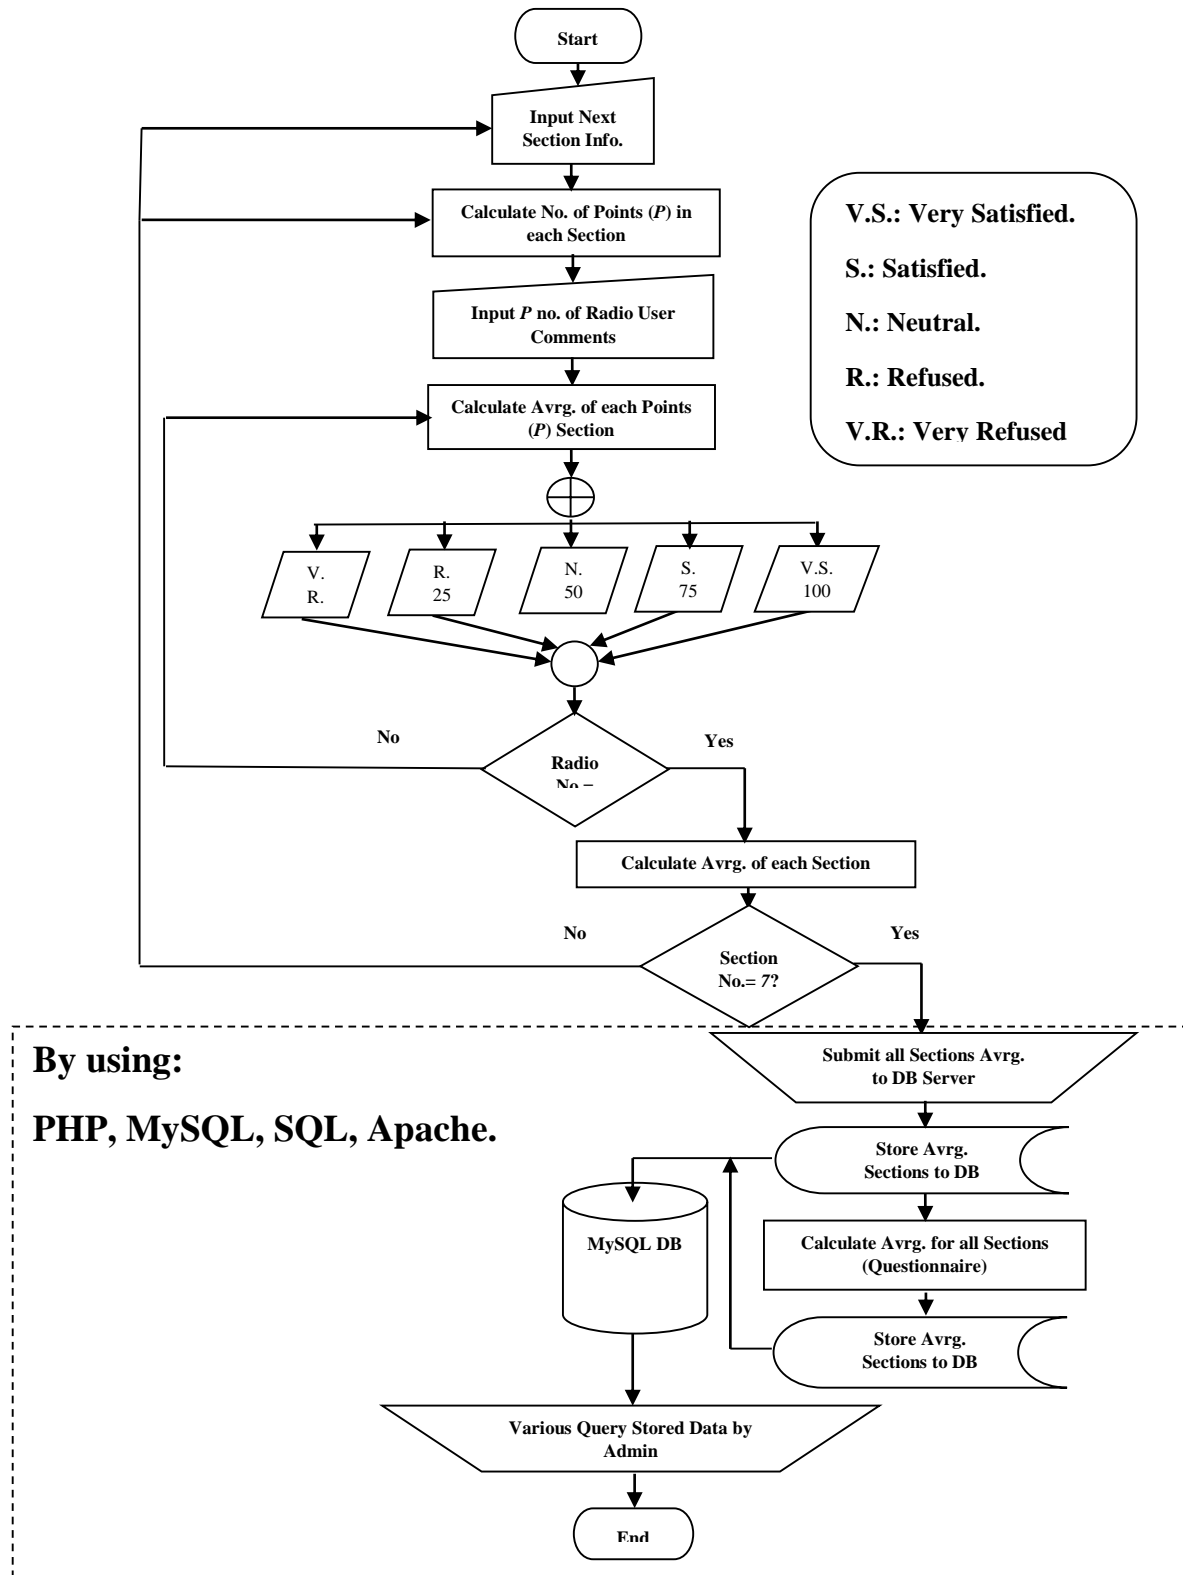 Start
Input Next
Section Info.
Calculate No. of Points (P) in
each Section
Input P no. of Radio User
Comments
Calculate Avrg. of each Points
(P) Section
V.S.: Very Satisfied.
S.: Satisfied.
N.: Neutral.
R.: Refused.
V.R.: Very Refused
V.
R.
R.
25
N.
50
S.
75
V.S.
100
No
Yes
Radio
No =
Calculate Avrg. of each Section
No
Yes
Section
No.= 7?
By using:
PHP, MySQL, SQL, Apache.
Submit all Sections Avrg.
to DB Server
Store Avrg.
Sections to DB
MySQL DB
Calculate Avrg. for all Sections
(Questionnaire)
Store Avrg.
Sections to DB
Various Query Stored Data by
Admin
End